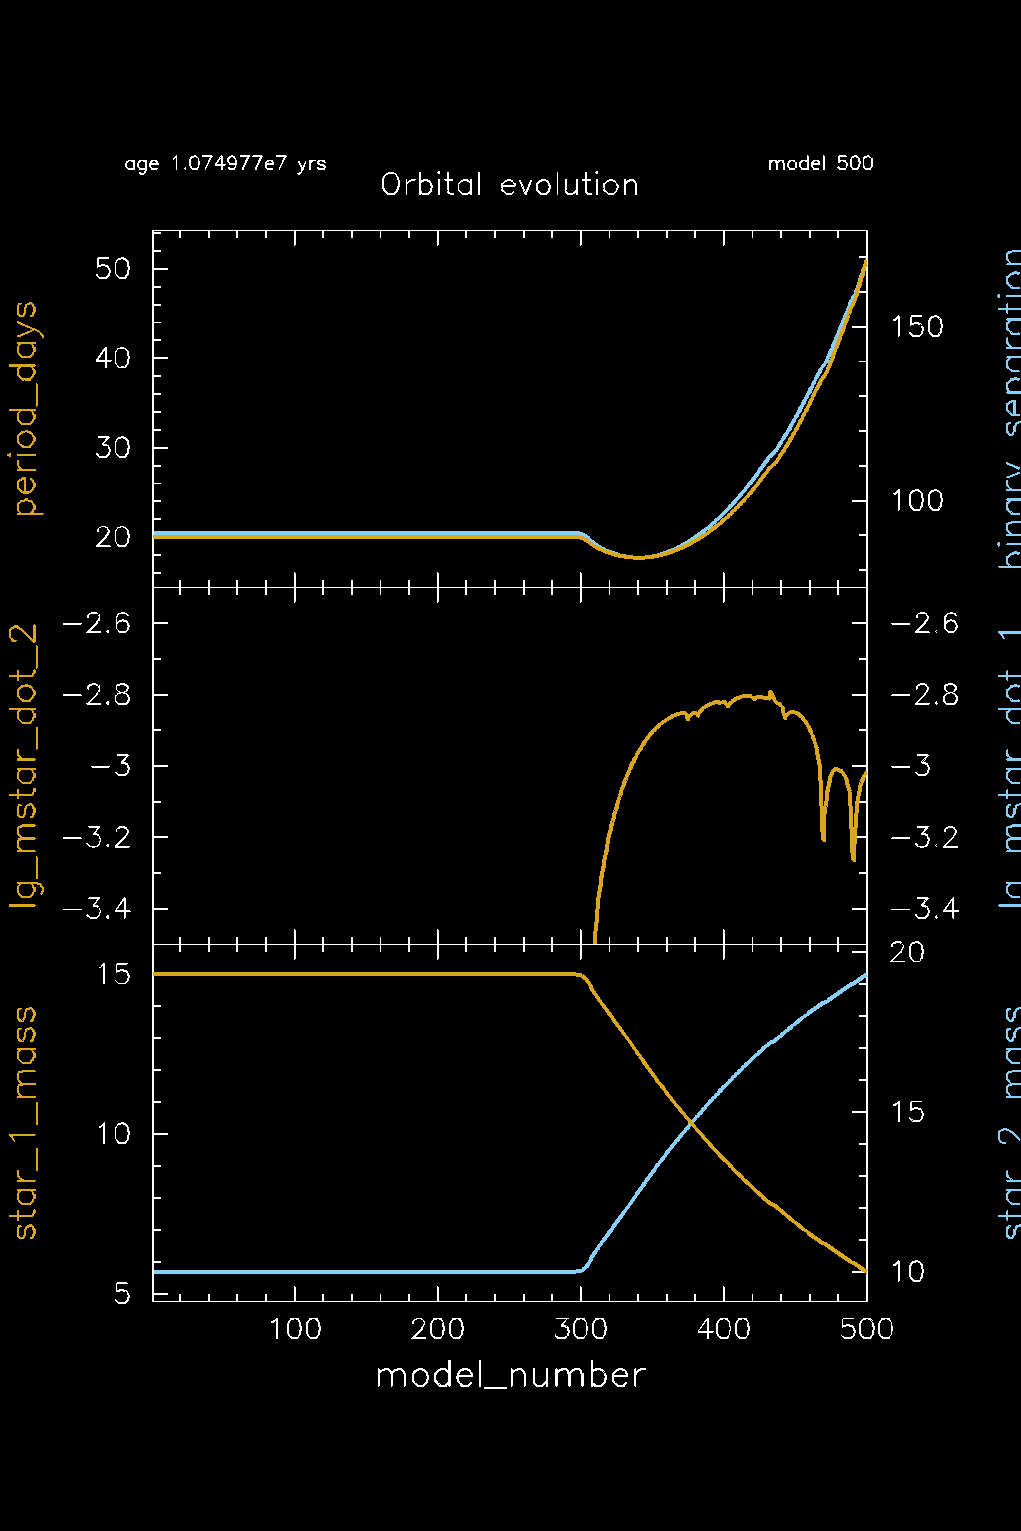 age 1.074977e7 yrs
model 500
Orbital evolution
period_days
50
40
30
20
150
100
binary_separation
lg_mstar_dot_2
-2.6
-2.8
-3
-3.2
-3.4
-2.6
-2.8
-3
-3.2
-3.4
lg_mstar_dot_1
star_1_mass
15
10
5
20
15
10
star_2_mass
100 200 300 400 500
model_number